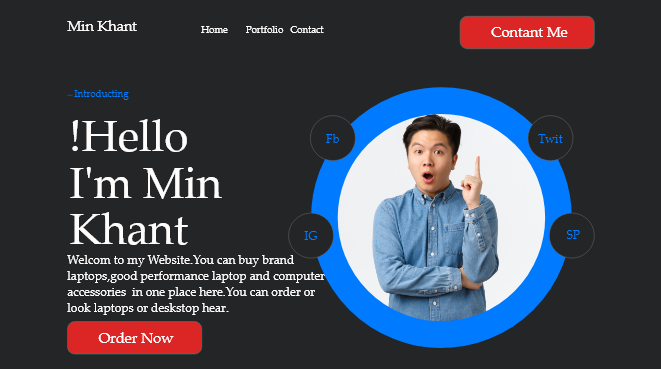 Min Khant
Home Portfolio Contact
Contant Me
—Introducting
!Hello
I'm Min
Khant
Welcom to my Website.You can buy brand
laptops,good performance laptop and computer
accessories in one place here.You can order or
look laptops or deskstop hear.
Order Now
Fb
Twit
IG
SP